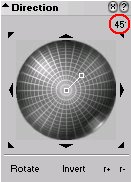 Direction
45°
Rotate Invert r+ r-